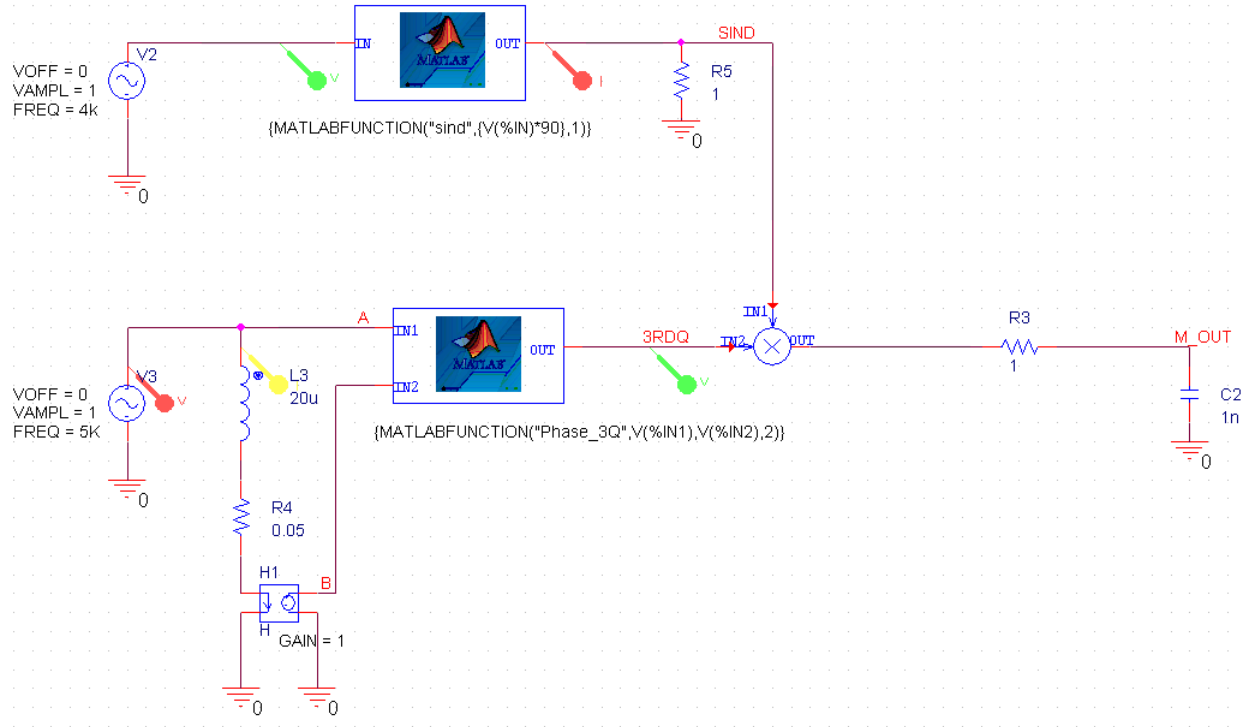 SIND
V2
VOFF = 0
VAMPL = 1
FREQ = 4k
IN
OUT
MATLAB
V
I
R5
1
0
{MATLABFUNCTION("sind",{V(%IN)*90},1)}
0
IN1
A
IN1
IN2
OUT
MATLAB
3RDQ
IN2
OUT
V
R3
1
M_OUT
C2
1n
0
V3
V
VOFF = 0
VAMPL = 1
FREQ = 5K
0
L3
20u
{MATLABFUNCTION("Phase_3Q",V(%IN1),V(%IN2),2)}
R4
0.05
H1
B
H
GAIN = 1
0
0